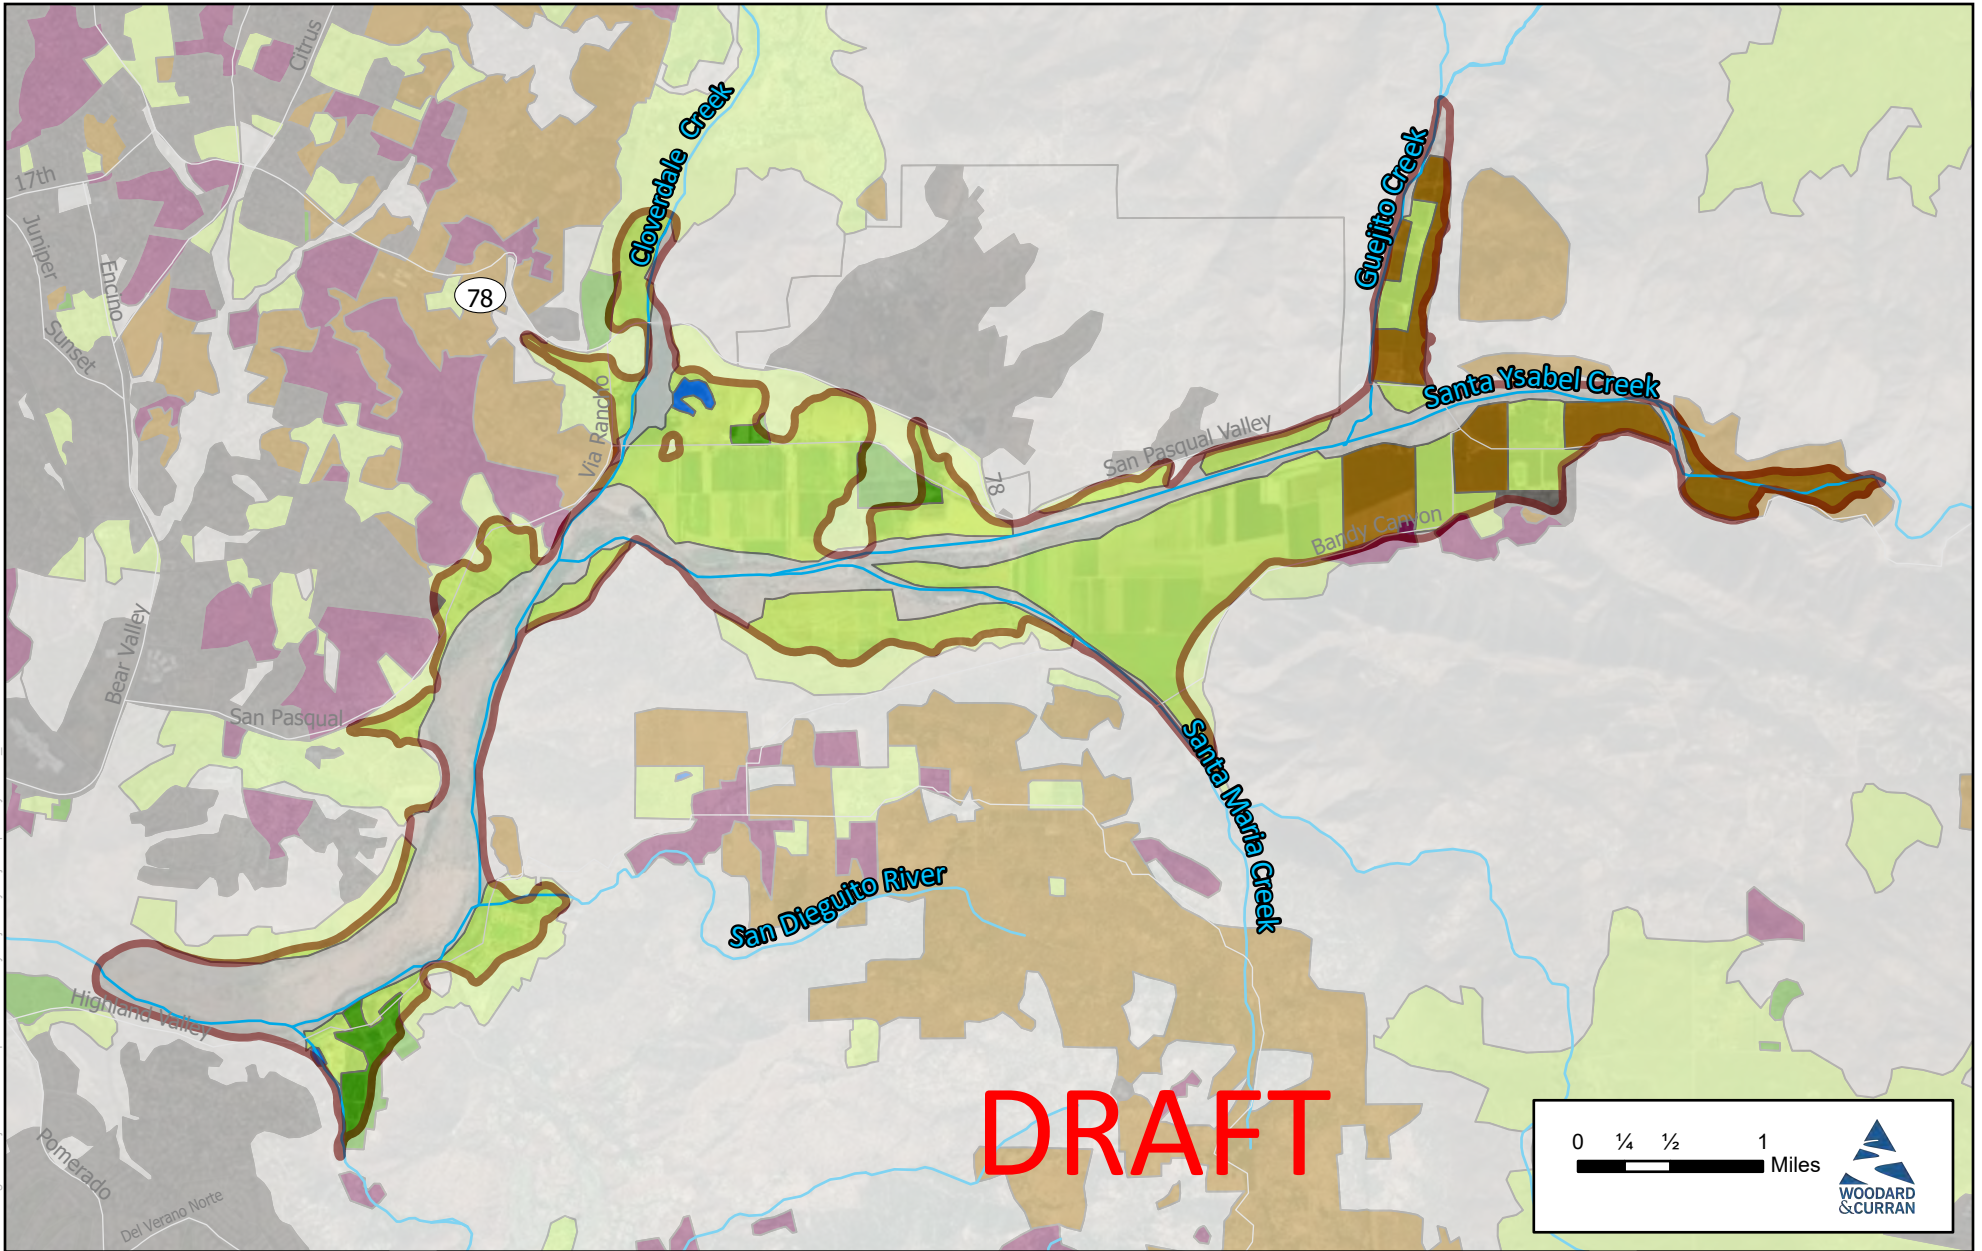 Citrus
Cloverdale Creek
17th
Guejito Creek
Juniper
Encino
78
Sunset
Santa Ysabel Creek
Via Rancho
San Pasqual Valley
78
Bandy Canyon
Bear Valley
San Pasqual
Santa Maria Creek
San Dieguito River
Highland Valley
DRAFT
Pomerado
Del Verano Norte
0 ¼ ½ 1
Miles
WOODARD
&CURRAN